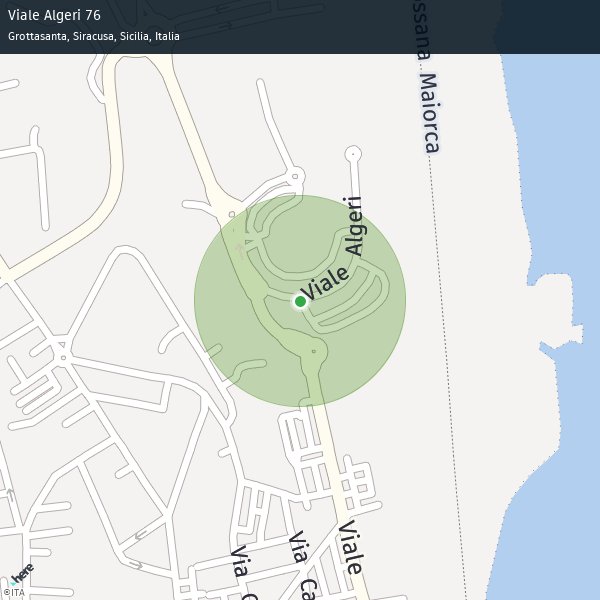 Viale Algeri 76
Grottasanta, Siracusa, Sicilia, Italia
ssana Maiorca
Viale Algeri
Viale
Via Ca
Via
here
©ITA